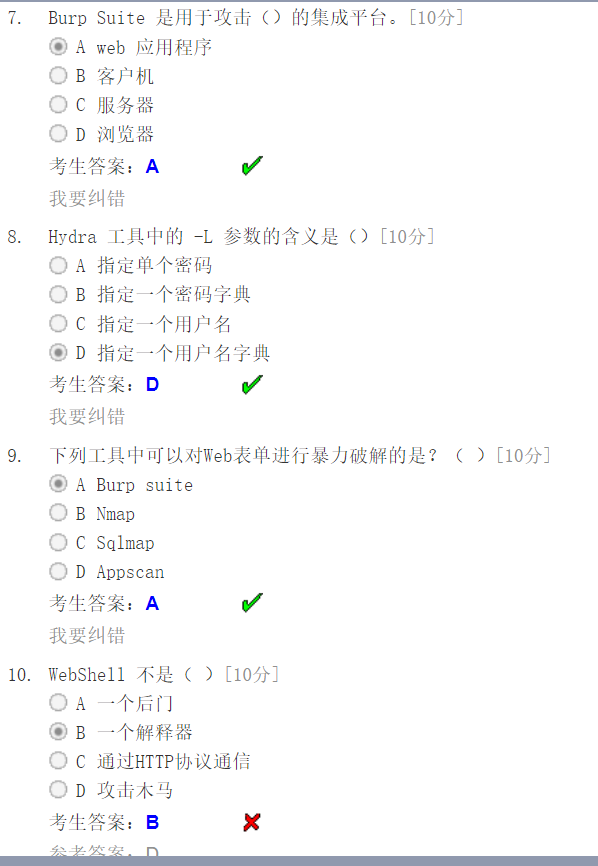 7. Burp Suite 是用于攻击（）的集成平台。[10分]
A web 应用程序
B 客户机
C 服务器
D 浏览器
考生答案：A
我要纠错
8. Hydra 工具中的 -L 参数的含义是（）[10分]
A 指定单个密码
B 指定一个密码字典
C 指定一个用户名
D 指定一个用户名字典
考生答案：D
我要纠错
9. 下列工具中可以对Web表单进行暴力破解的是？（ ）[10分]
A Burp suite
B Nmap
C Sqlmap
D Appscan
考生答案：A
我要纠错
10. WebShell 不是（ ）[10分]
A 一个后门
B 一个解释器
C 通过HTTP协议通信
D 攻击木马
考生答案：B
参考答案：D